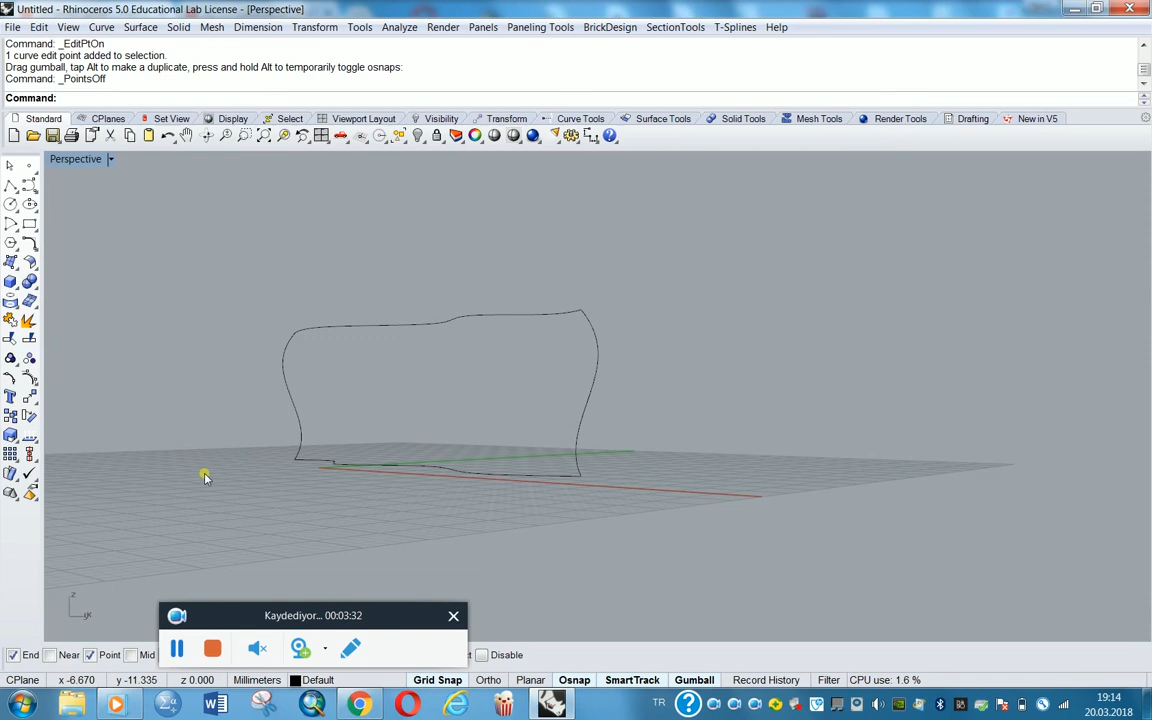 Untitled - Rhinoceros 5.0 Educational Lab License - [Perspective]
File Edit View Curve Surface Solid Mesh Dimension Transform Tools Analyze Render Panels Paneling Tools BrickDesign SectionTools T-Splines Help
Command: _EditPtOn
1 curve edit point added to selection.
Drag gumball, tap Alt to make a duplicate, press and hold Alt to temporarily toggle osnaps:
Command: _PointsOff
Command:
Standard CPlanes Set View Display Select Viewport Layout Visibility Transform Curve Tools Surface Tools Solid Tools Mesh Tools Render Tools Drafting New in V5
Perspective
z
Kaydediyor... 00:03:32
End Near Point Mid Disable
CPlane x -6.670 y -11.335 z 0.000 Millimeters Default Grid Snap Ortho Planar Osnap SmartTrack Gumball Record History Filter CPU use: 1.6 %
TR
19:14
20.03.2018